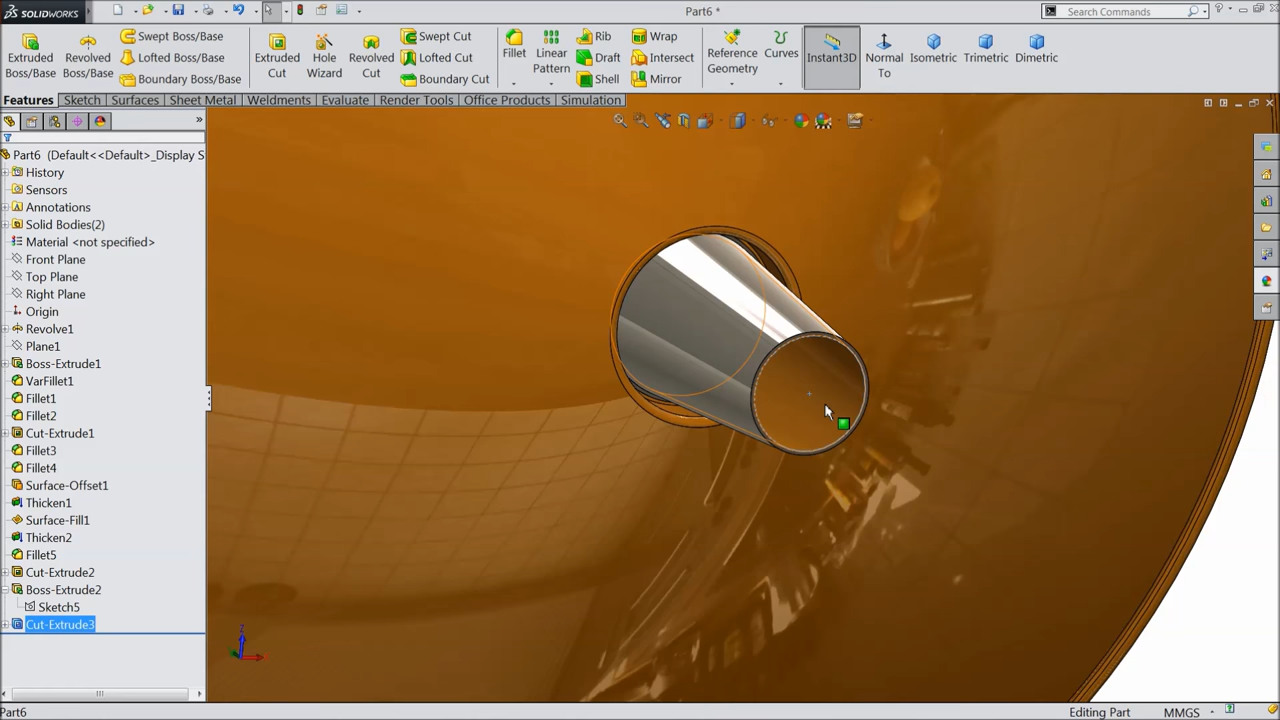 SOLIDWORKS
Part6 *
Search Commands
Extruded Boss/Base
Revolved Boss/Base
Swept Boss/Base
Lofted Boss/Base
Boundary Boss/Base
Extruded Cut
Hole Wizard
Revolved Cut
Swept Cut
Lofted Cut
Boundary Cut
Fillet
Linear Pattern
Rib
Draft
Shell
Wrap
Intersect
Mirror
Reference Geometry
Curves
Instant3D
Normal To
Isometric
Trimetric
Dimetric
Features
Sketch
Surfaces
Sheet Metal
Weldments
Evaluate
Render Tools
Office Products
Simulation
Part6 (Default<<Default>_Display S
History
Sensors
Annotations
Solid Bodies(2)
Material <not specified>
Front Plane
Top Plane
Right Plane
Origin
Revolve1
Plane1
Boss-Extrude1
VarFillet1
Fillet1
Fillet2
Cut-Extrude1
Fillet3
Fillet4
Surface-Offset1
Thicken1
Surface-Fill1
Thicken2
Fillet5
Cut-Extrude2
Boss-Extrude2
Sketch5
Cut-Extrude3
Z
Part6
Editing Part
MMGS